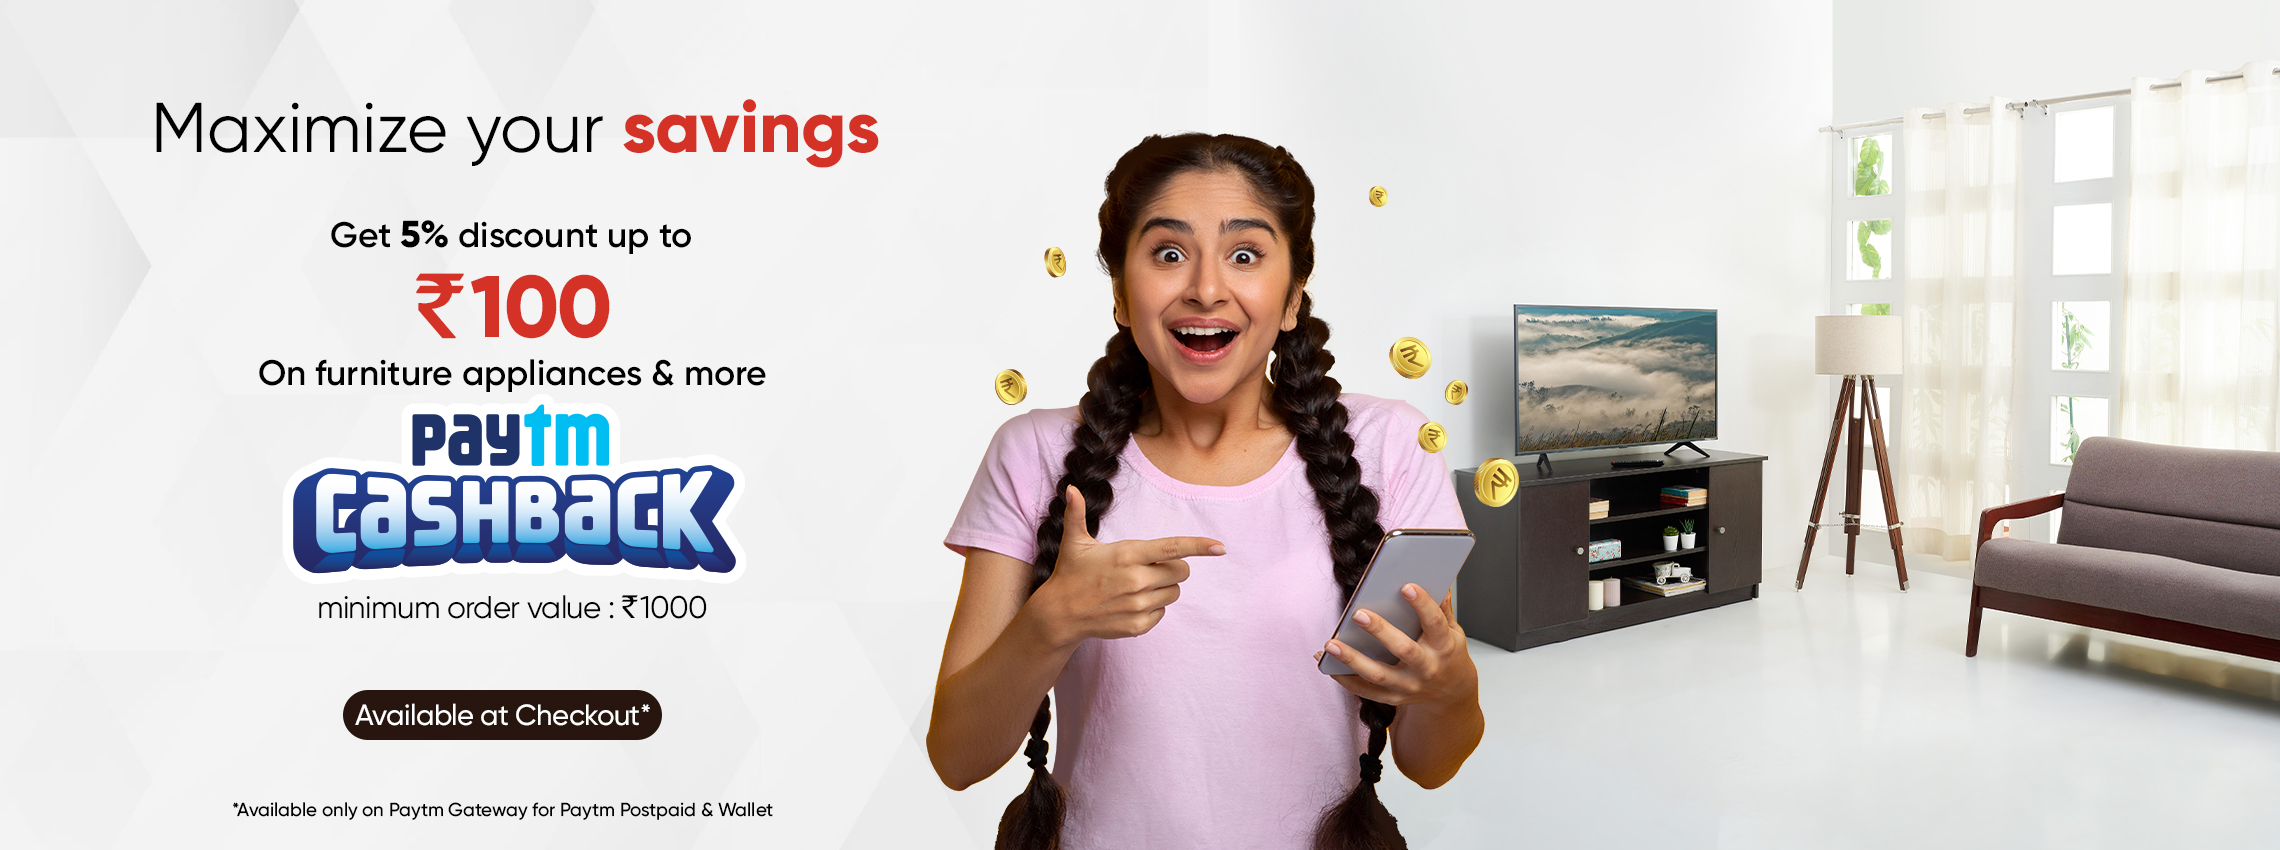 Maximize your savings
Get 5% discount up to
₹100
On furniture appliances & more
paytm
CASHBACK
minimum order value : ₹1000
Available at Checkout*
*Available only on Paytm Gateway for Paytm Postpaid & Wallet